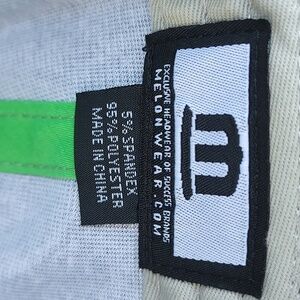 EXCLUSIVE HEADWEAR OF SUCCESS BRANDS
MELONWEAR.COM
5% SPANDEX
95% POLYESTER
MADE IN CHINA